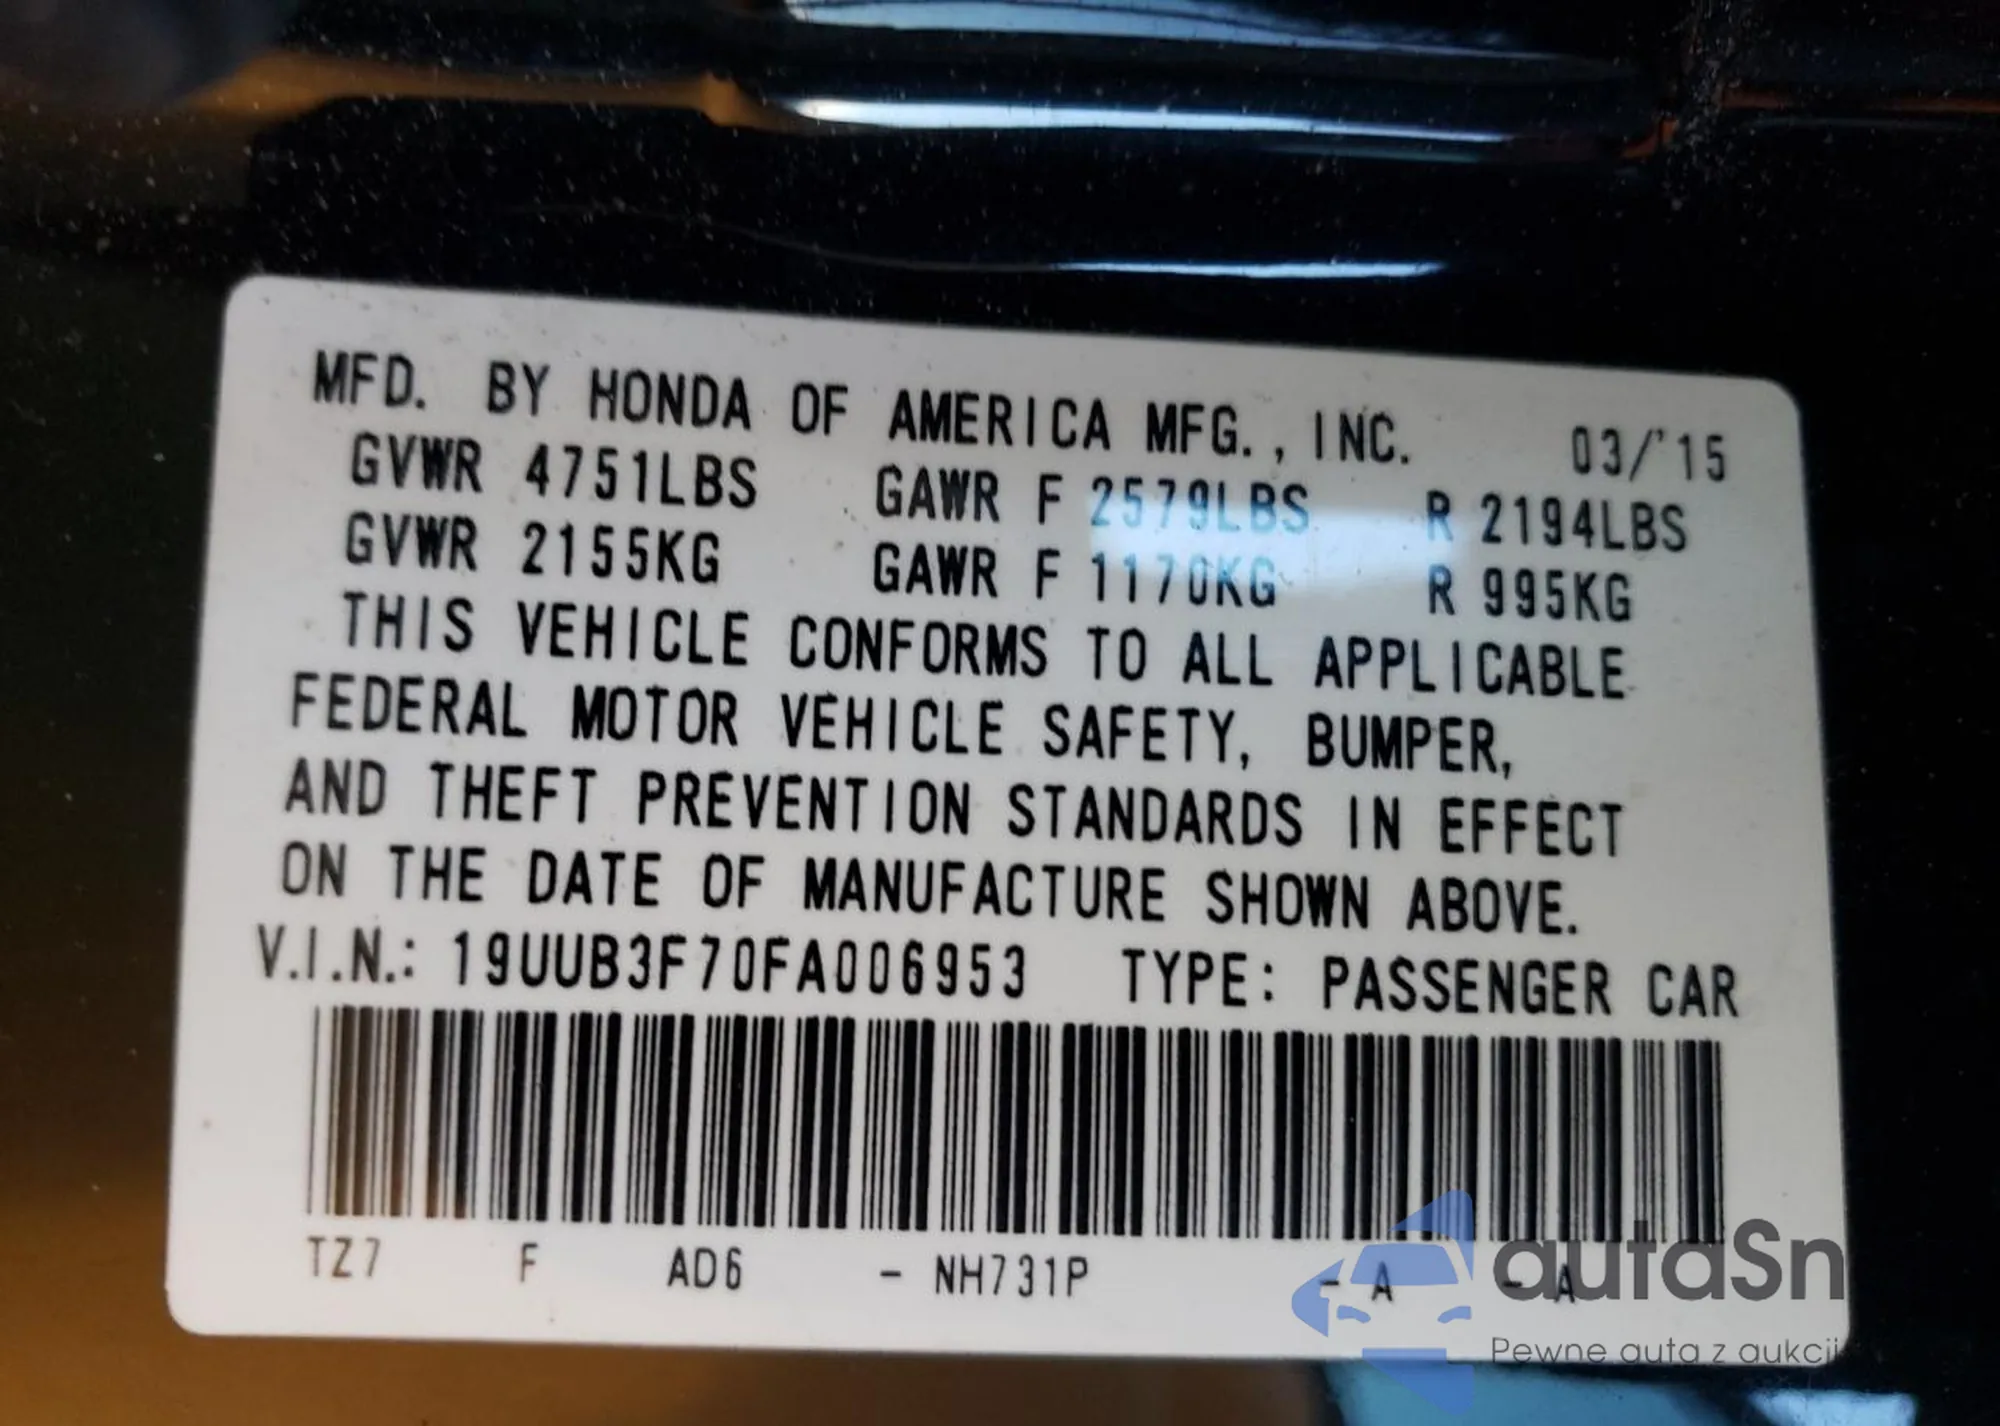 MFD. BY HONDA OF AMERICA MFG., INC. 03/'15
GVWR 4751LBS GAWR F 2579LBS R 2194LBS
GVWR 2155KG GAWR F 1170KG R 995KG
THIS VEHICLE CONFORMS TO ALL APPLICABLE
FEDERAL MOTOR VEHICLE SAFETY, BUMPER,
AND THEFT PREVENTION STANDARDS IN EFFECT
ON THE DATE OF MANUFACTURE SHOWN ABOVE.
V.I.N.: 19UUB3F70FA006953 TYPE: PASSENGER CAR
TZ7 F AD6 - NH731P - A - A
autaSn
Pewne auta z aukcji